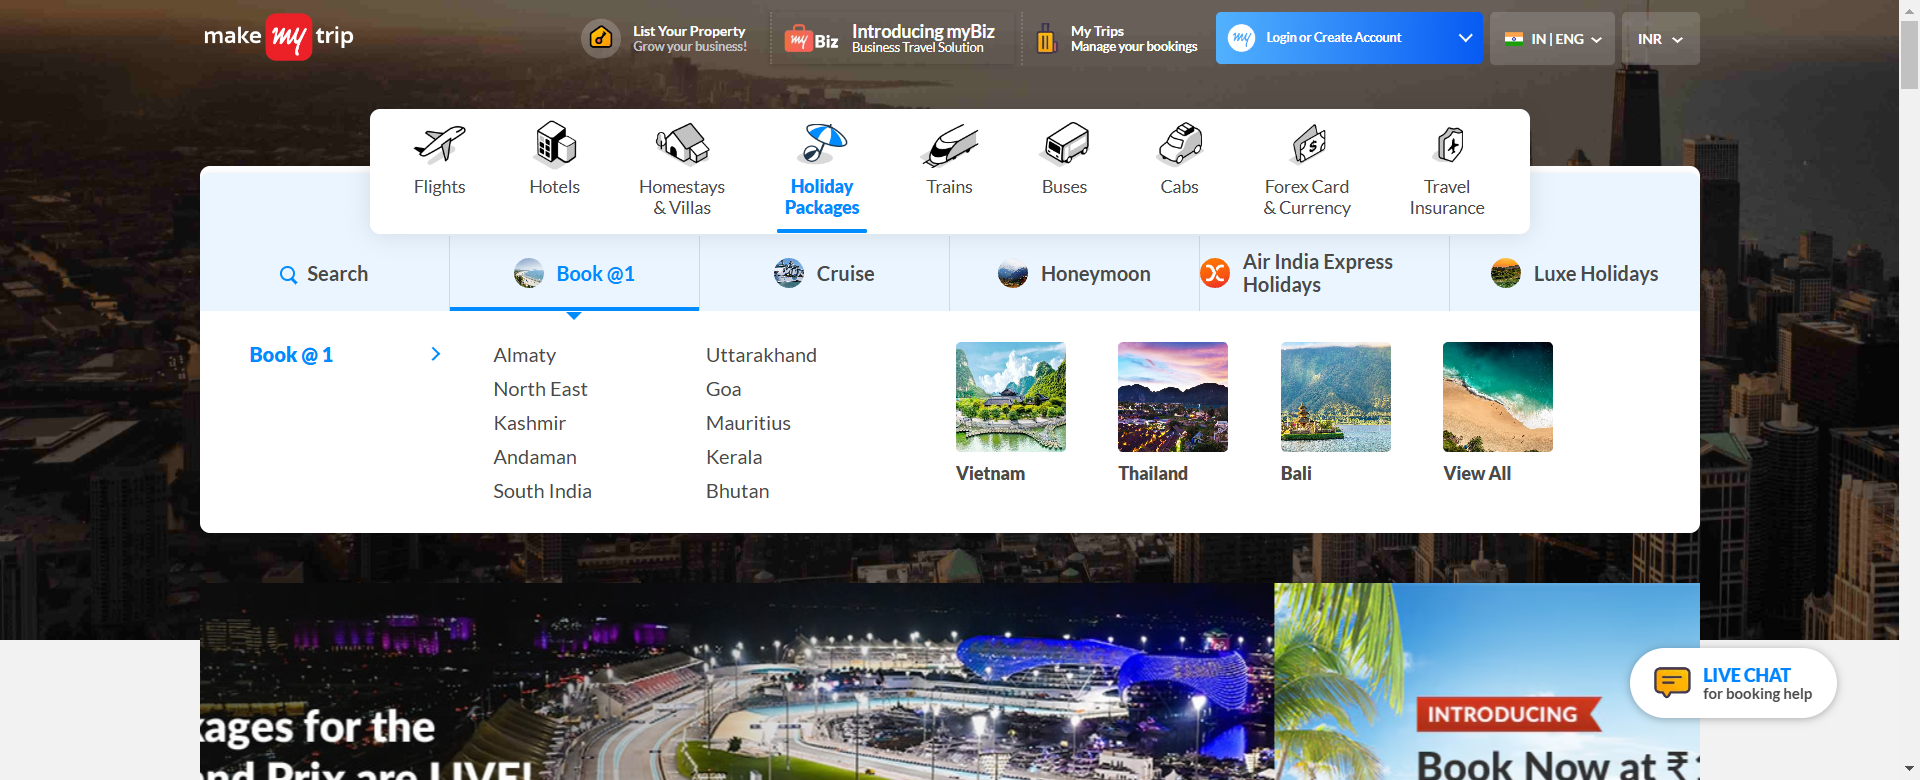 make my trip
List Your Property
Grow your business!
my Biz
Introducing myBiz
Business Travel Solution
My Trips
Manage your bookings
my
Login or Create Account
IN | ENG
INR
Flights
Hotels
Homestays
& Villas
Holiday
Packages
Trains
Buses
Cabs
Forex Card
& Currency
Travel
Insurance
Search
Book @1
Cruise
Honeymoon
Air India Express
Holidays
Luxe Holidays
Book @ 1
Almaty
North East
Kashmir
Andaman
South India
Uttarakhand
Goa
Mauritius
Kerala
Bhutan
Vietnam
Thailand
Bali
View All
kages for the
nd Prix are LIVE!
INTRODUCING
Book Now at ₹
LIVE CHAT
for booking help